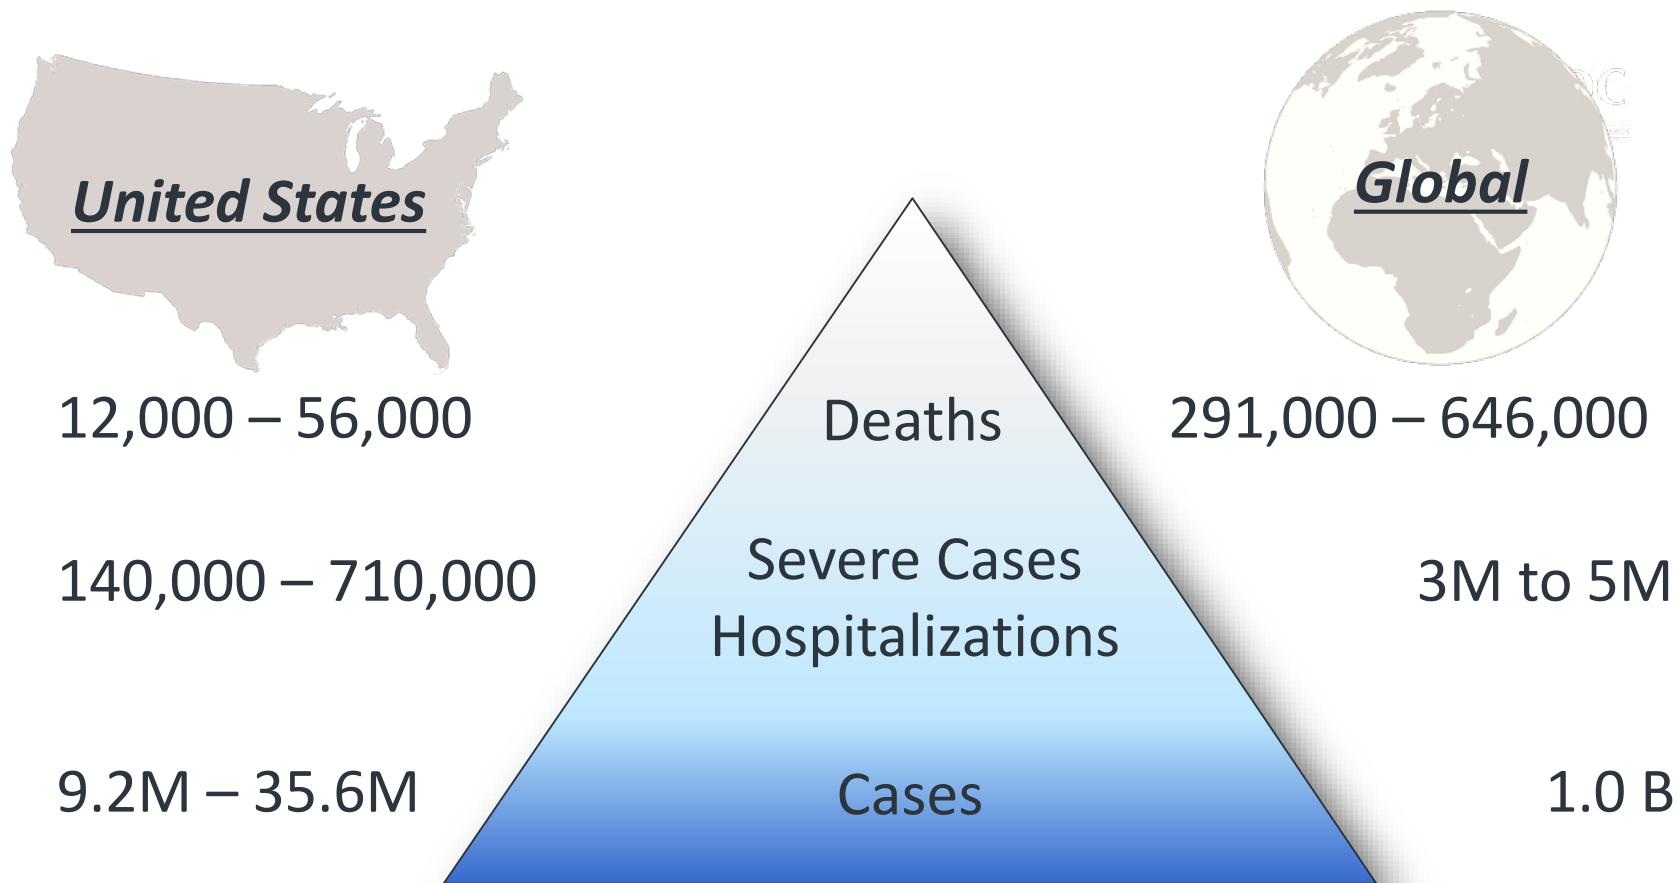 United States
Global
12,000 – 56,000
Deaths
291,000 – 646,000
140,000 – 710,000
Severe Cases
Hospitalizations
3M to 5M
9.2M – 35.6M
Cases
1.0 B